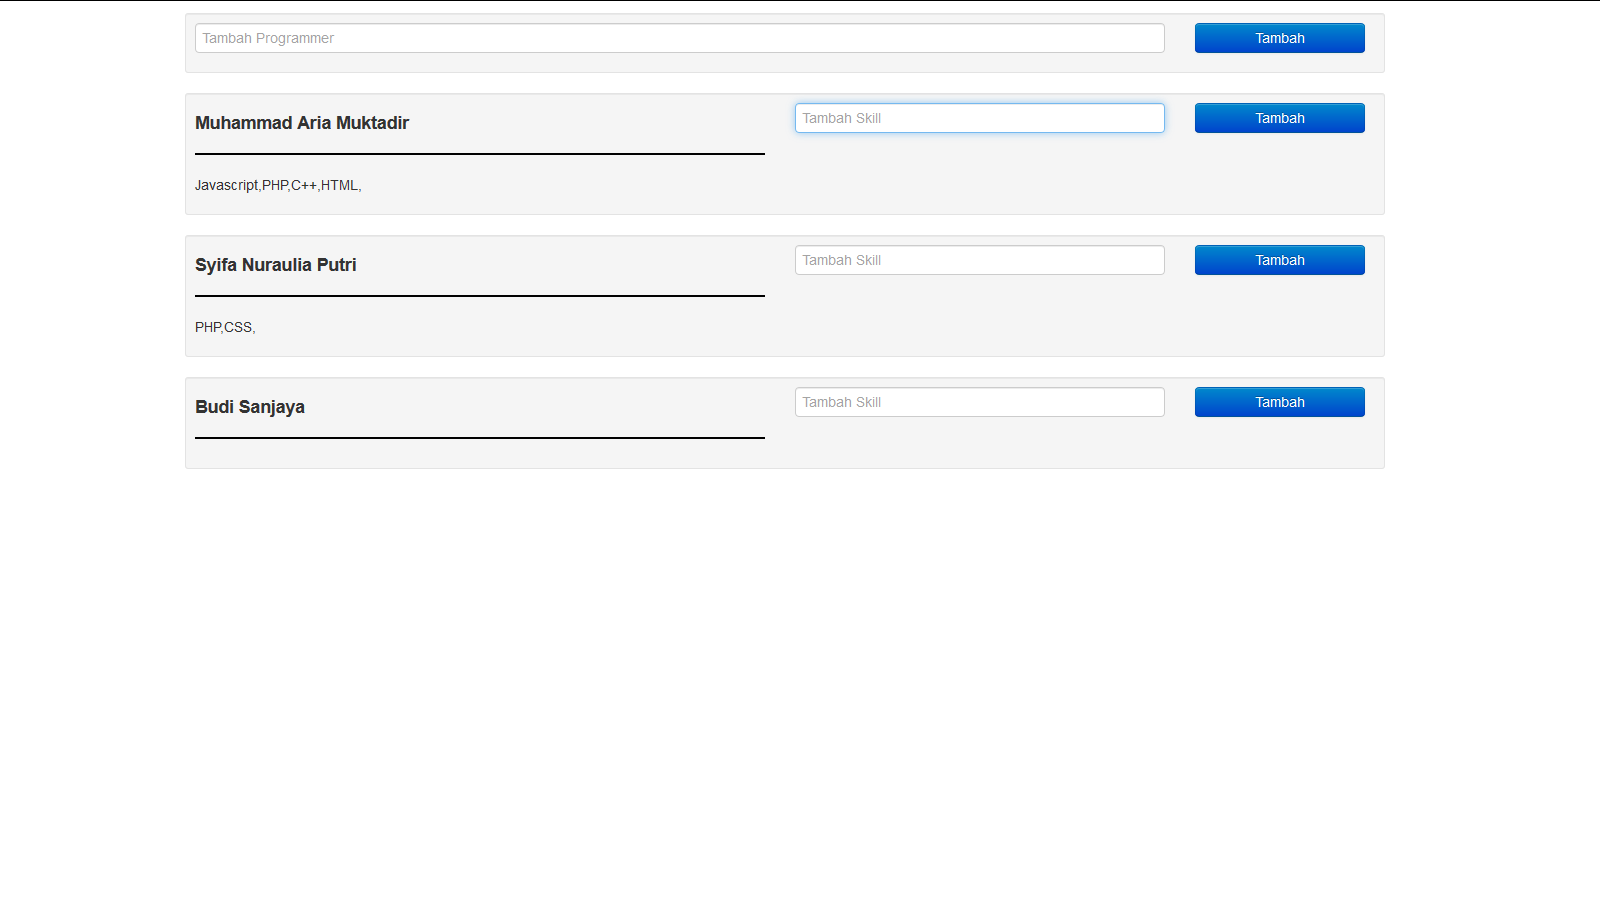 Tambah Programmer Tambah
Muhammad Aria Muktadir Tambah Skill Tambah
Javascript,PHP,C++,HTML,
Syifa Nuraulia Putri Tambah Skill Tambah
PHP,CSS,
Budi Sanjaya Tambah Skill Tambah